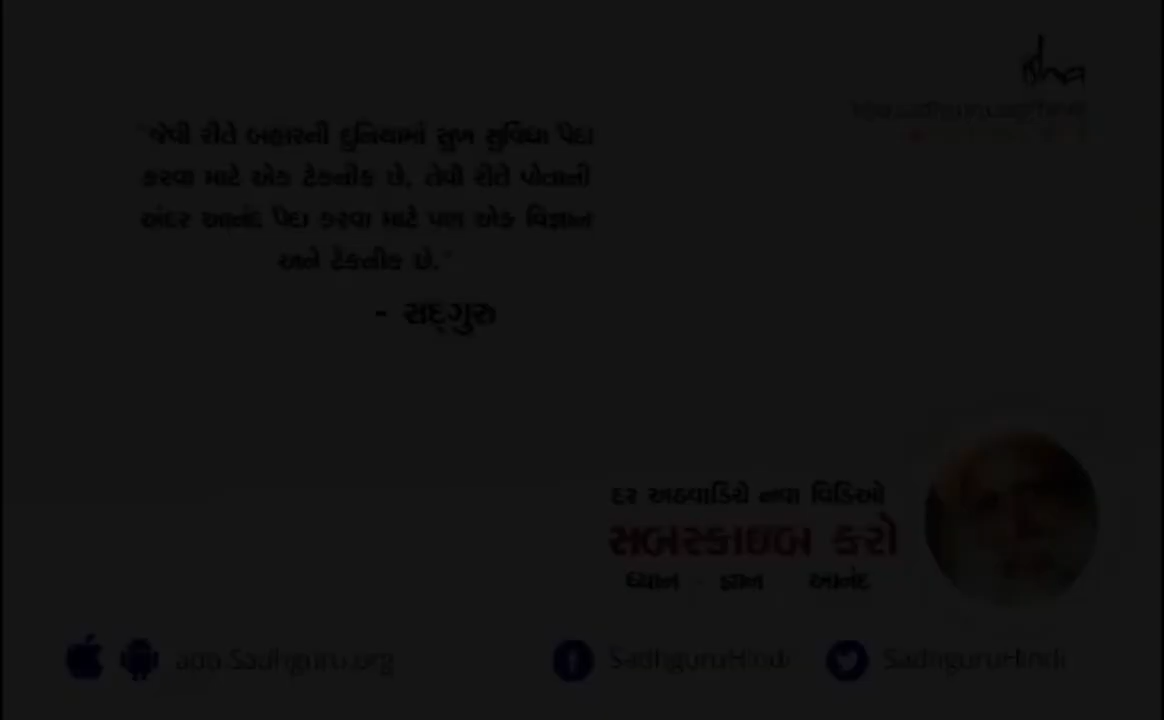 "જેવી રીતે બહારની દુનિયામાં સુખ સુવિધા પેદા
કરવા માટે એક ટેકનીક છે, તેવી રીતે પોતાની
અંદર આનંદ પેદા કરવા માટે પણ એક વિજ્ઞાન
અને ટેકનીક છે."
- સદ્ગુરુ
isha
દર અઠવાડિયે નવા વિડિઓ
સબસ્ક્રાઇબ કરો
ધ્યાન જ્ઞાન આનંદ
app.Sadhguru.org
SadhguruHindi
SadhguruHindi